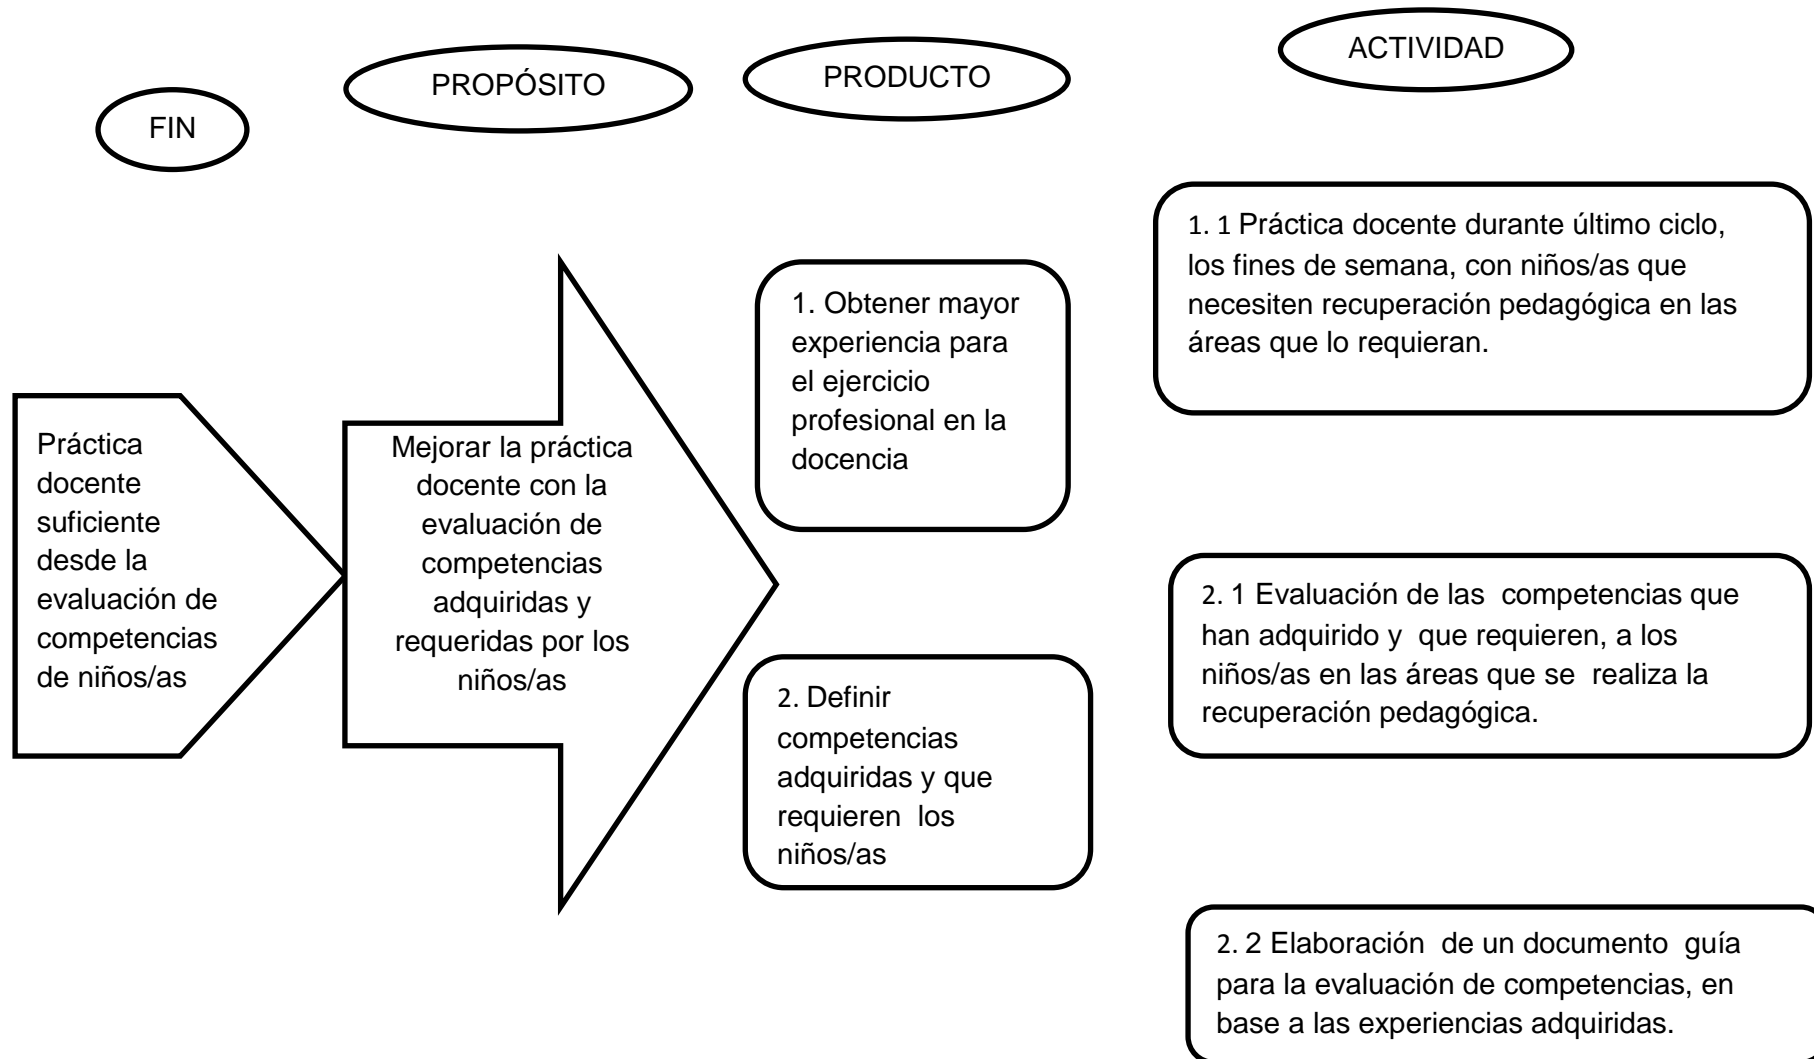 FIN
PROPÓSITO
PRODUCTO
ACTIVIDAD
Práctica
docente
suficiente
desde la
evaluación de
competencias
de niños/as
Mejorar la práctica
docente con la
evaluación de
competencias
adquiridas y
requeridas por los
niños/as
1. Obtener mayor
experiencia para
el ejercicio
profesional en la
docencia
2. Definir
competencias
adquiridas y que
requieren  los
niños/as
1. 1 Práctica docente durante último ciclo,
los fines de semana, con niños/as que
necesiten recuperación pedagógica en las
áreas que lo requieran.
2. 1 Evaluación de las  competencias que
han adquirido y  que requieren, a los
niños/as en las áreas que se  realiza la
recuperación pedagógica.
2. 2 Elaboración  de un documento  guía
para la evaluación de competencias, en
base a las experiencias adquiridas.